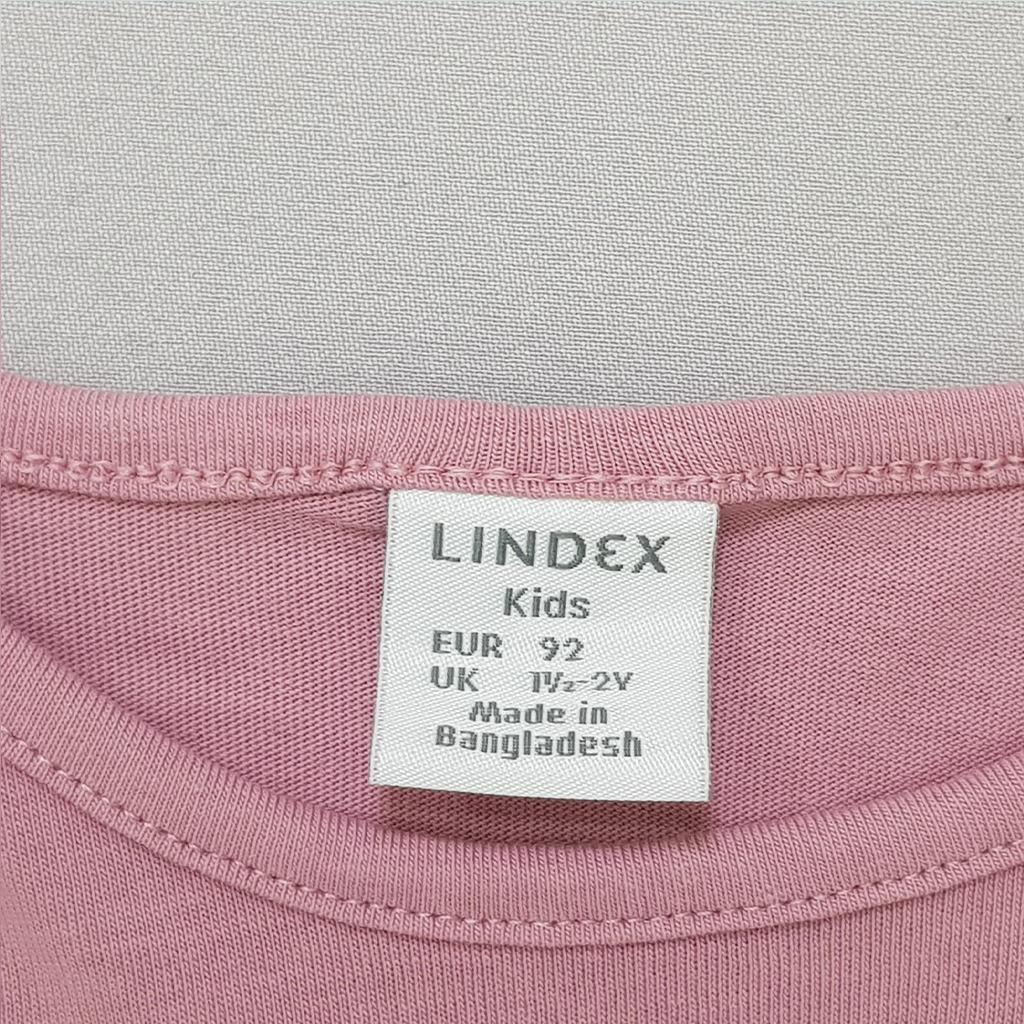 LINDEX
Kids
EUR 92
UK 1½-2Y
Made in
Bangladesh